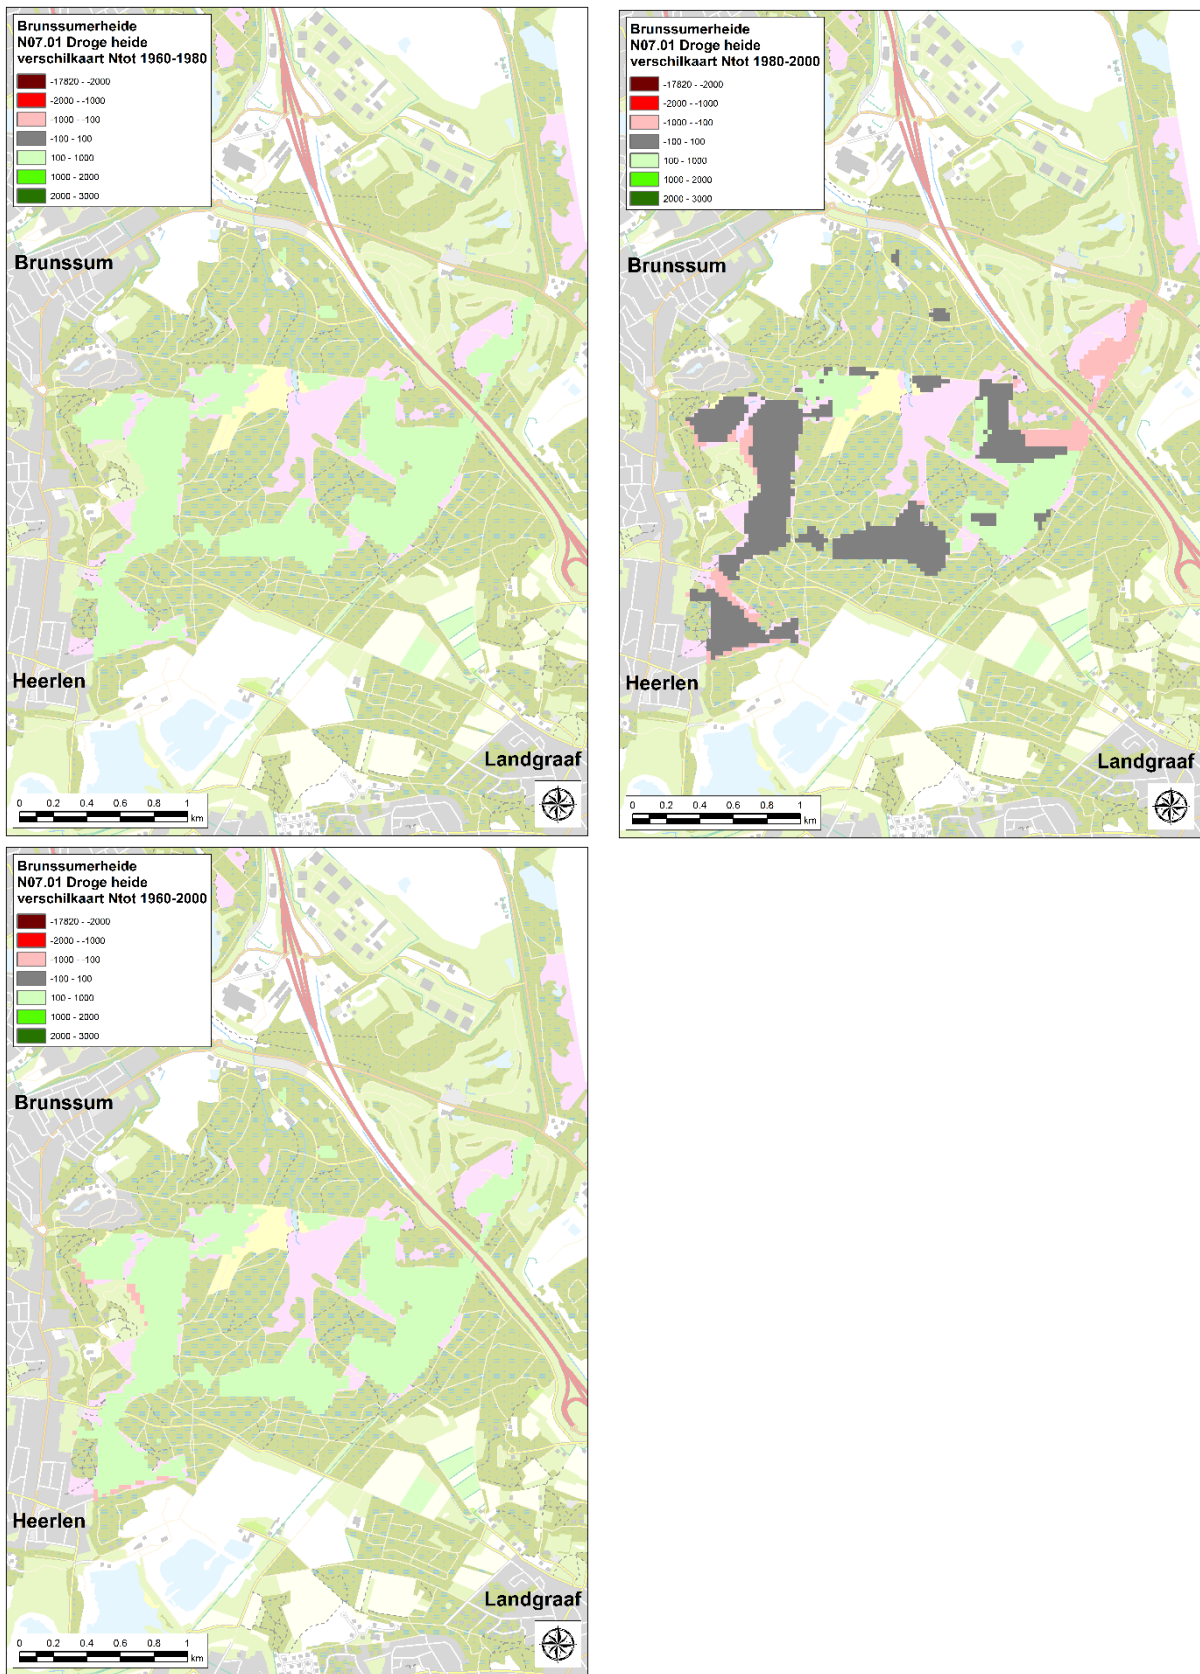 Brunssumerheide
N07.01 Droge heide
verschilkaart Ntot 1960-1980
-17820 - -2000
-2000 - -1000
-1000 - -100
-100 - 100
100 - 1000
1000 - 2000
2000 - 3000
Brunssum
Heerlen
Landgraaf
0 0.2 0.4 0.6 0.8 1
km
Brunssumerheide
N07.01 Droge heide
verschilkaart Ntot 1980-2000
-17820 - -2000
-2000 - -1000
-1000 - -100
-100 - 100
100 - 1000
1000 - 2000
2000 - 3000
Brunssum
Heerlen
Landgraaf
0 0.2 0.4 0.6 0.8 1
km
Brunssumerheide
N07.01 Droge heide
verschilkaart Ntot 1960-2000
-17820 - -2000
-2000 - -1000
-1000 - -100
-100 - 100
100 - 1000
1000 - 2000
2000 - 3000
Brunssum
Heerlen
Landgraaf
0 0.2 0.4 0.6 0.8 1
km